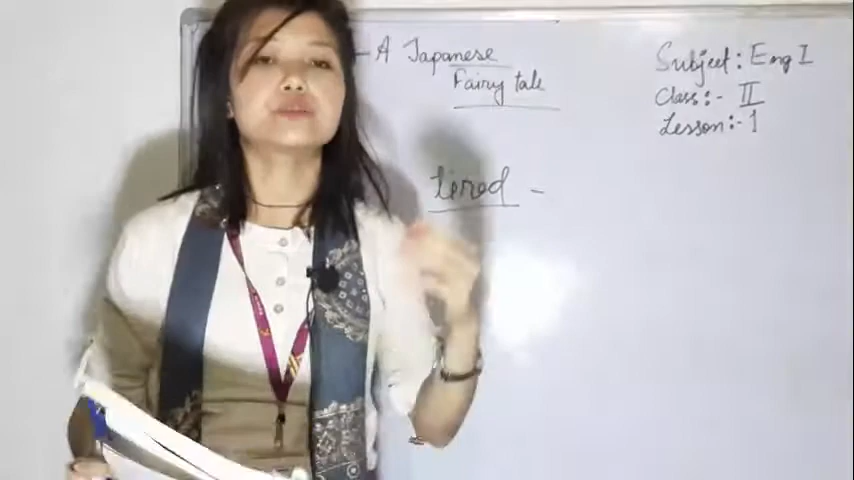 - A Japanese
Fairy tale
Subject: Eng I
Class:- II
Lesson:- 1
tired -